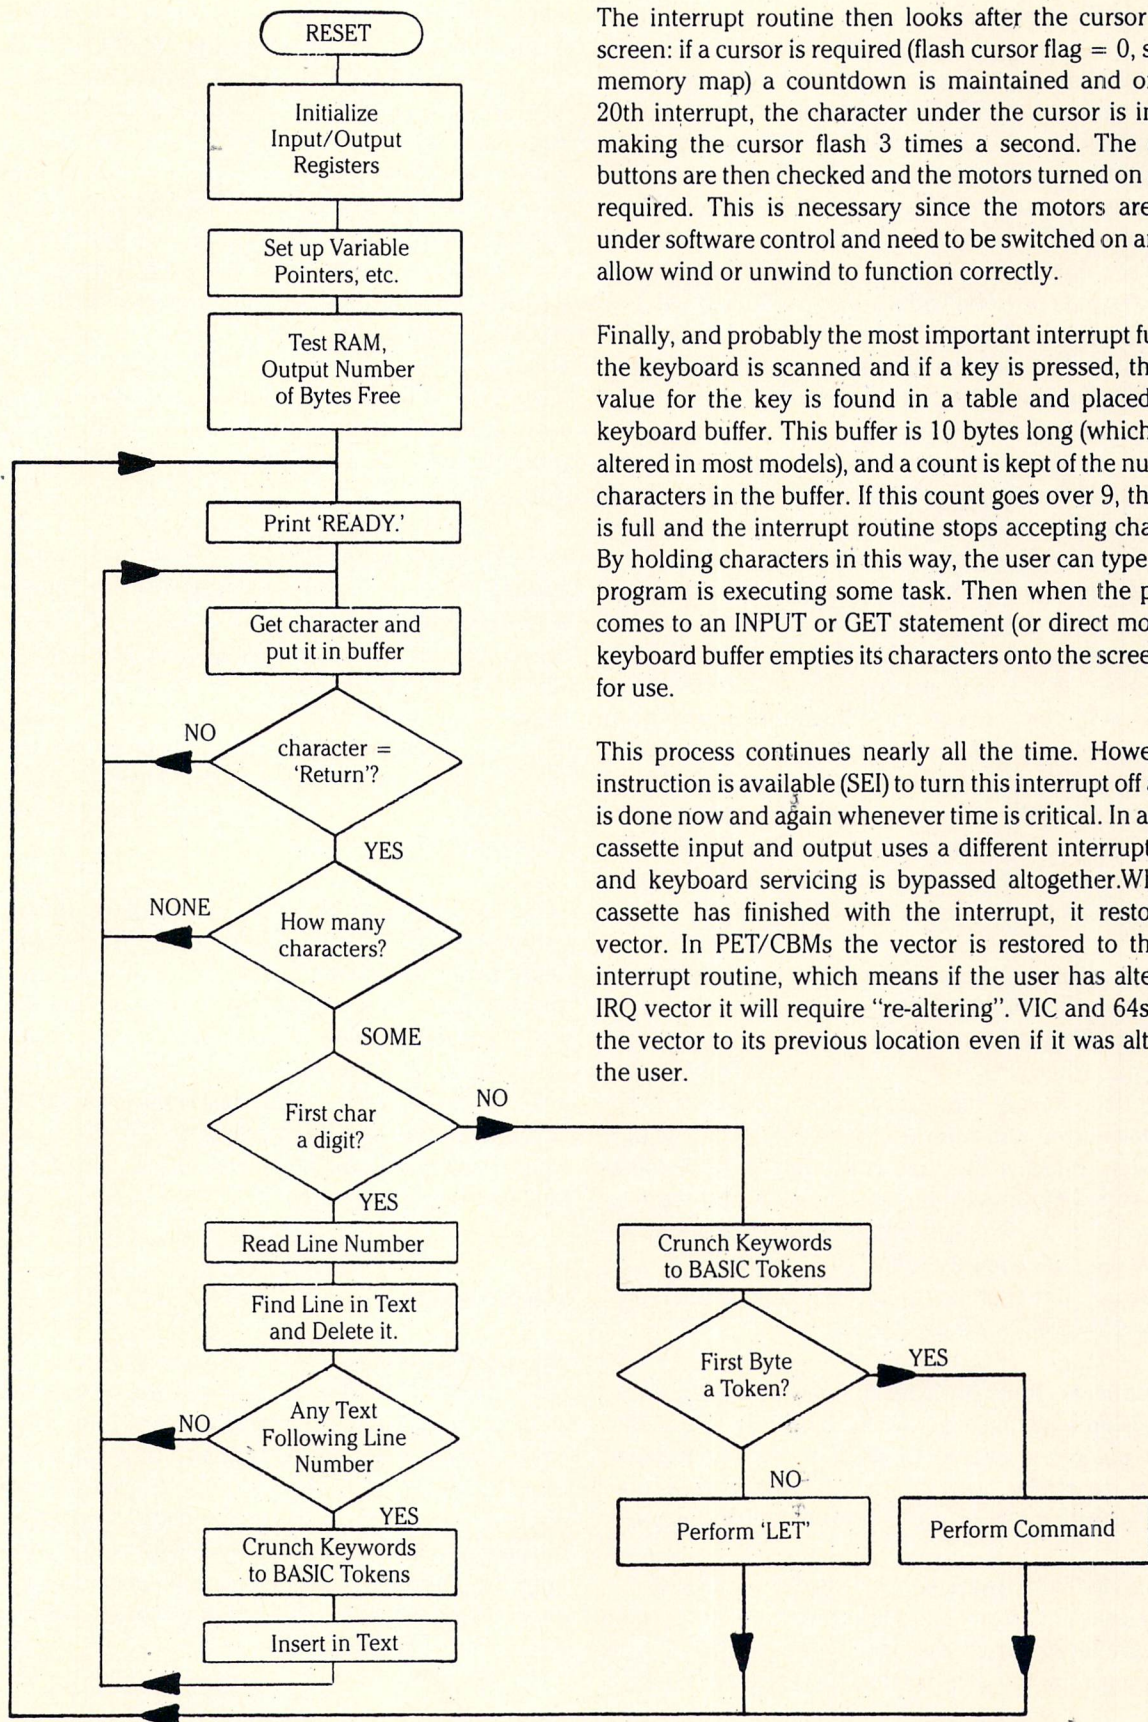 RESET
Initialize
Input/Output
Registers
Set up Variable
Pointers, etc.
Test RAM,
Output Number
of Bytes Free
Print ‘READY.’
Get character and
put it in buffer
NO
character =
‘Return’?
YES
NONE
How many
characters?
SOME
First char
a digit?
NO
YES
Read Line Number
Find Line in Text
and Delete it.
NO
Any Text
Following Line
Number
YES
Crunch Keywords
to BASIC Tokens
Insert in Text
Crunch Keywords
to BASIC Tokens
First Byte
a Token?
YES
NO
Perform ‘LET’
Perform Command
The interrupt routine then looks after the cursor
screen: if a cursor is required (flash cursor flag = 0, s
memory map) a countdown is maintained and o
20th interrupt, the character under the cursor is in
making the cursor flash 3 times a second. The
buttons are then checked and the motors turned on
required. This is necessary since the motors are
under software control and need to be switched on a
allow wind or unwind to function correctly.
Finally, and probably the most important interrupt fu
the keyboard is scanned and if a key is pressed, th
value for the key is found in a table and placed
keyboard buffer. This buffer is 10 bytes long (which
altered in most models), and a count is kept of the nu
characters in the buffer. If this count goes over 9, th
is full and the interrupt routine stops accepting cha
By holding characters in this way, the user can type
program is executing some task. Then when the p
comes to an INPUT or GET statement (or direct mo
keyboard buffer empties its characters onto the scree
for use.
This process continues nearly all the time. Howe
instruction is available (SEI) to turn this interrupt off
is done now and again whenever time is critical. In a
cassette input and output uses a different interrupt
and keyboard servicing is bypassed altogether.Wh
cassette has finished with the interrupt, it resto
vector. In PET/CBMs the vector is restored to th
interrupt routine, which means if the user has alte
IRQ vector it will require “re-altering”. VIC and 64s
the vector to its previous location even if it was alt
the user.